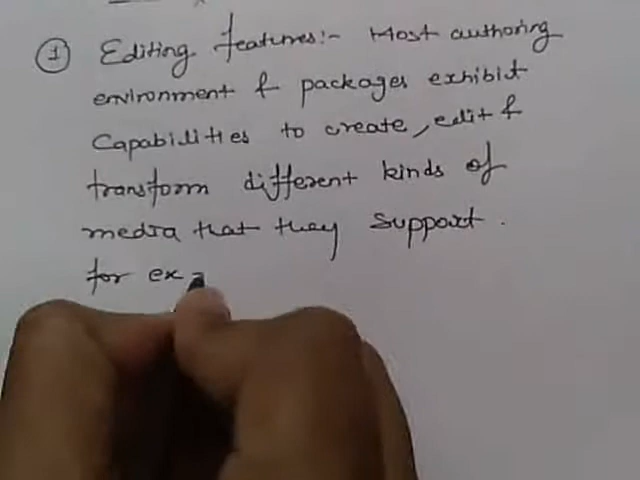 ① Editing features:- Most authoring
environment & packages exhibit
Capabilities to create, edit &
transform different kinds of
media that they support.
for ex -